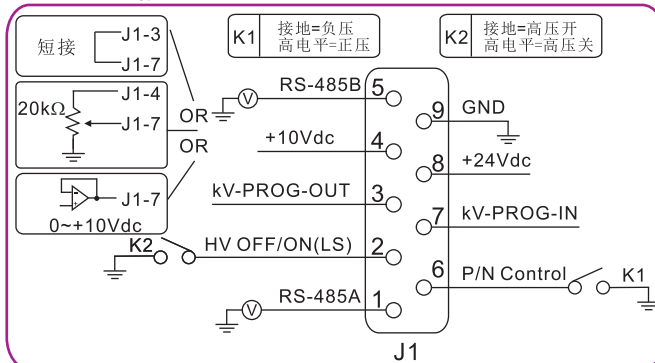 短接
J1-3
J1-7
20kΩ
J1-4
J1-7
J1-7
0~+10Vdc
OR
OR
K1
接地=负压
高电平=正压
K2
接地=高压开
高电平=高压关
RS-485B
V
5
+10Vdc
4
kV-PROG-OUT
3
K2
HV OFF/ON(LS)
2
RS-485A
V
1
9
GND
8
+24Vdc
7
kV-PROG-IN
6
P/N Control
K1
J1